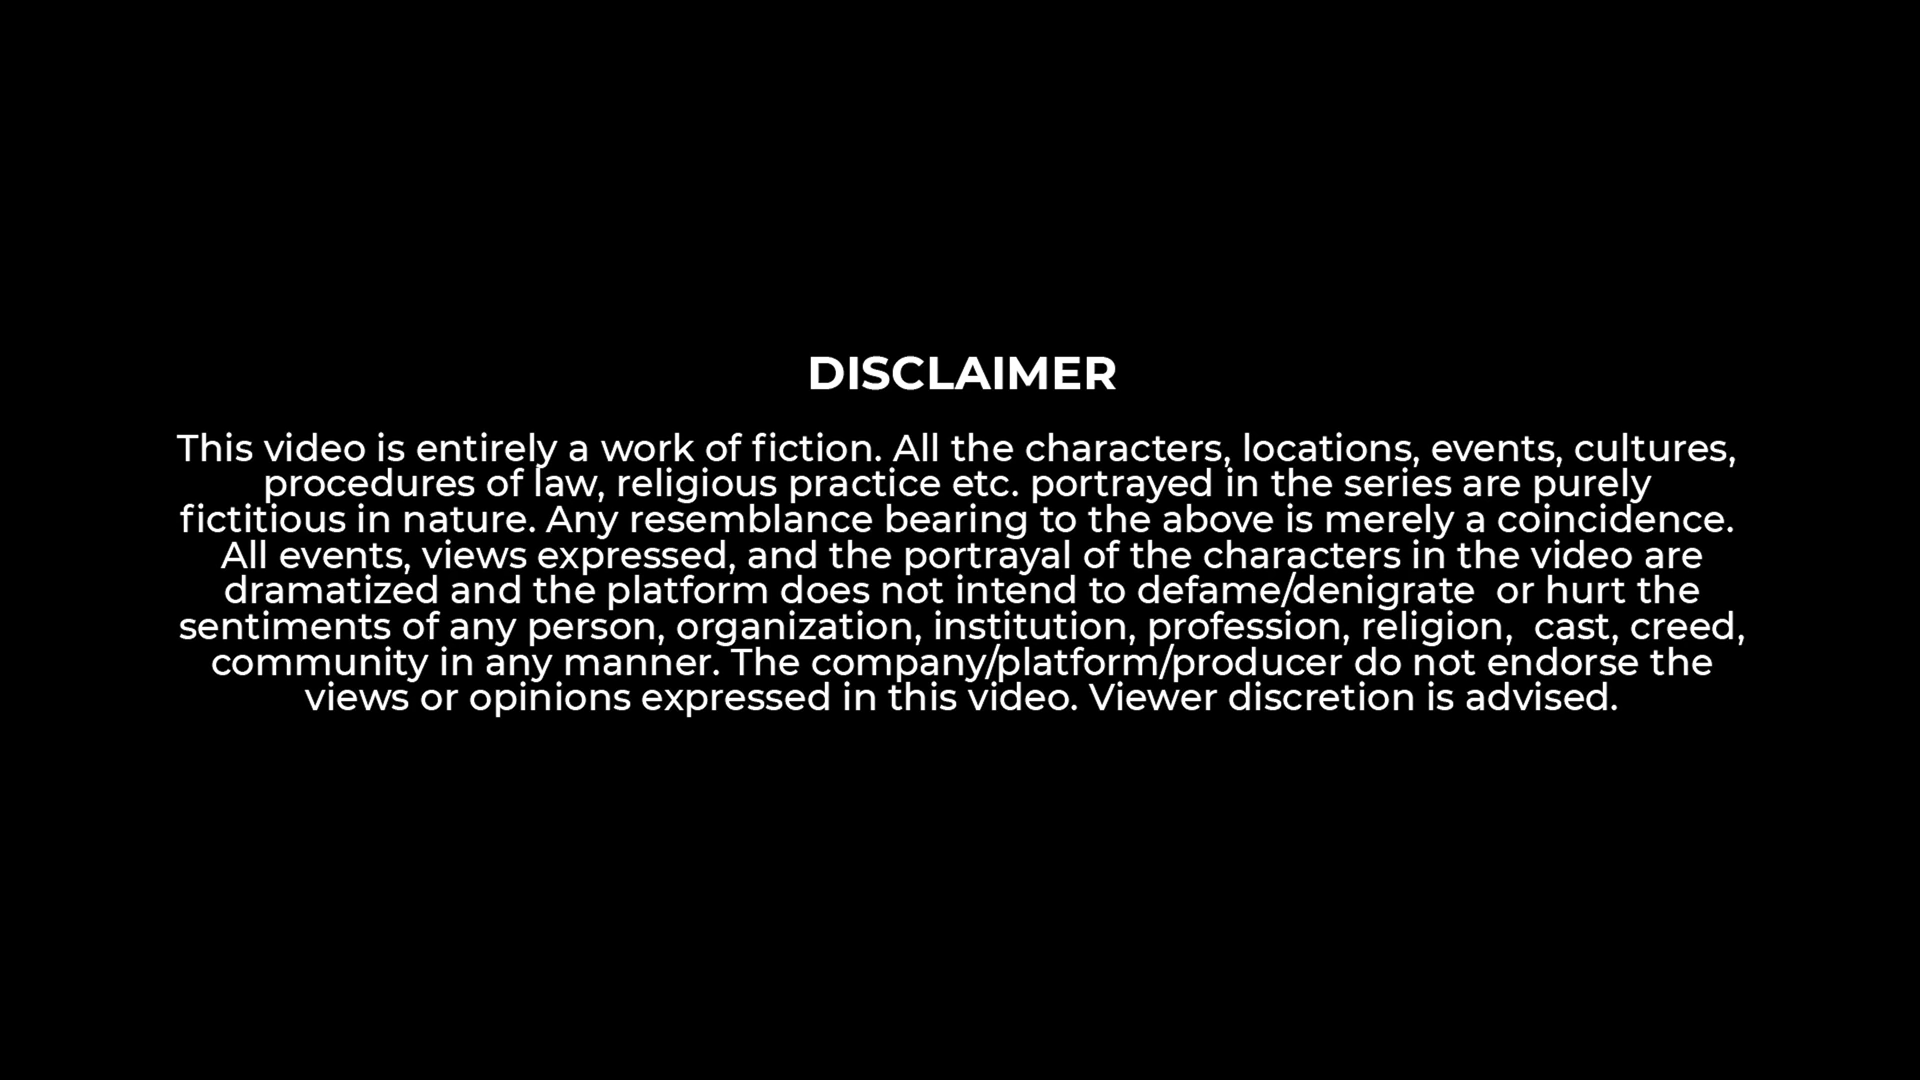 DISCLAIMER
This video is entirely a work of fiction. All the characters, locations, events, cultures,
procedures of law, religious practice etc. portrayed in the series are purely
fictitious in nature. Any resemblance bearing to the above is merely a coincidence.
All events, views expressed, and the portrayal of the characters in the video are
dramatized and the platform does not intend to defame/denigrate  or hurt the
sentiments of any person, organization, institution, profession, religion,  cast, creed,
community in any manner. The company/platform/producer do not endorse the
views or opinions expressed in this video. Viewer discretion is advised.